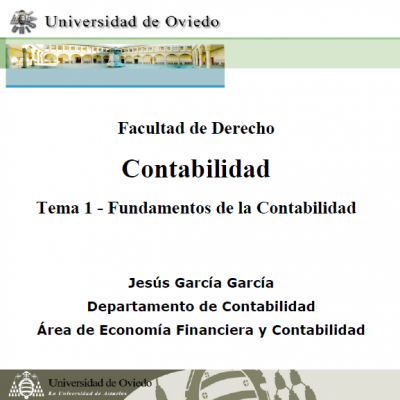 Universidad de Oviedo
Facultad de Derecho
Contabilidad
Tema 1 - Fundamentos de la Contabilidad
Jesús García García
Departamento de Contabilidad
Área de Economía Financiera y Contabilidad
Universidad de Oviedo
La Universidad de Asturias